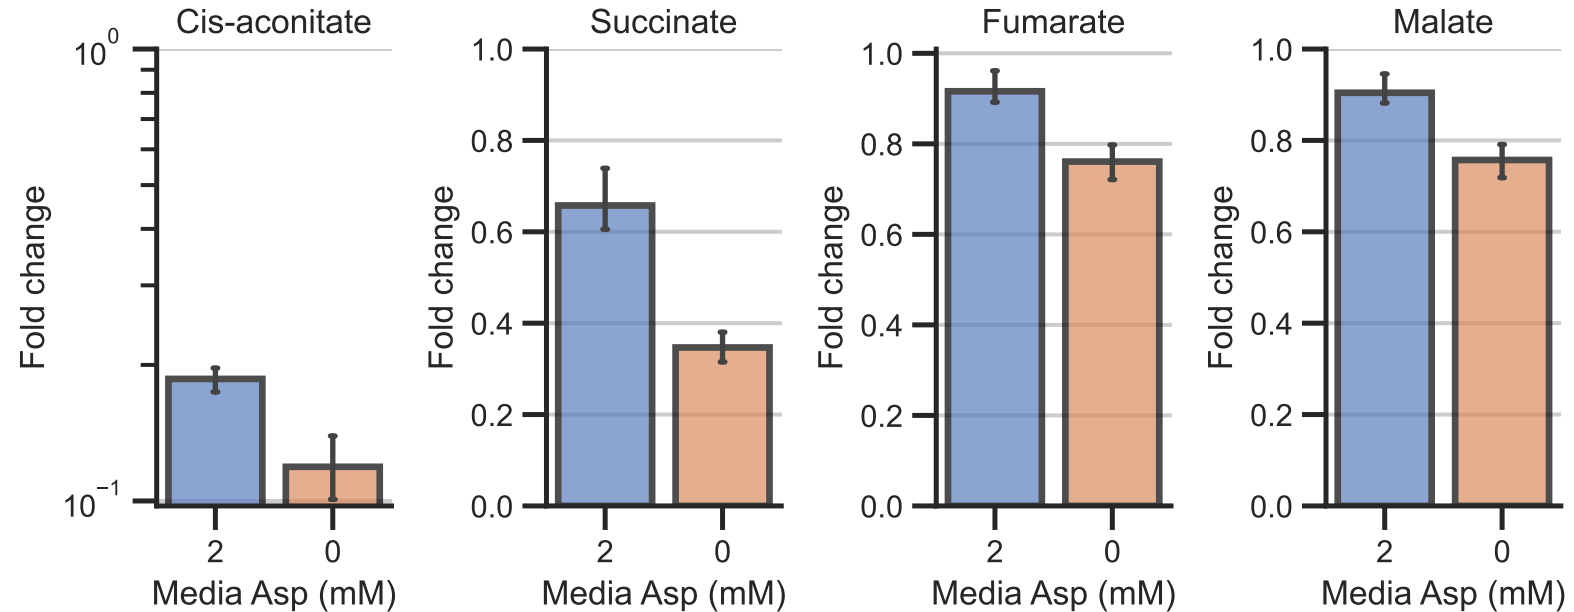 Cis-aconitate
Fold change
10^0
10^−1
2
0
Media Asp (mM)
Succinate
Fold change
1.0
0.8
0.6
0.4
0.2
0.0
2
0
Media Asp (mM)
Fumarate
Fold change
1.0
0.8
0.6
0.4
0.2
0.0
2
0
Media Asp (mM)
Malate
Fold change
1.0
0.8
0.6
0.4
0.2
0.0
2
0
Media Asp (mM)